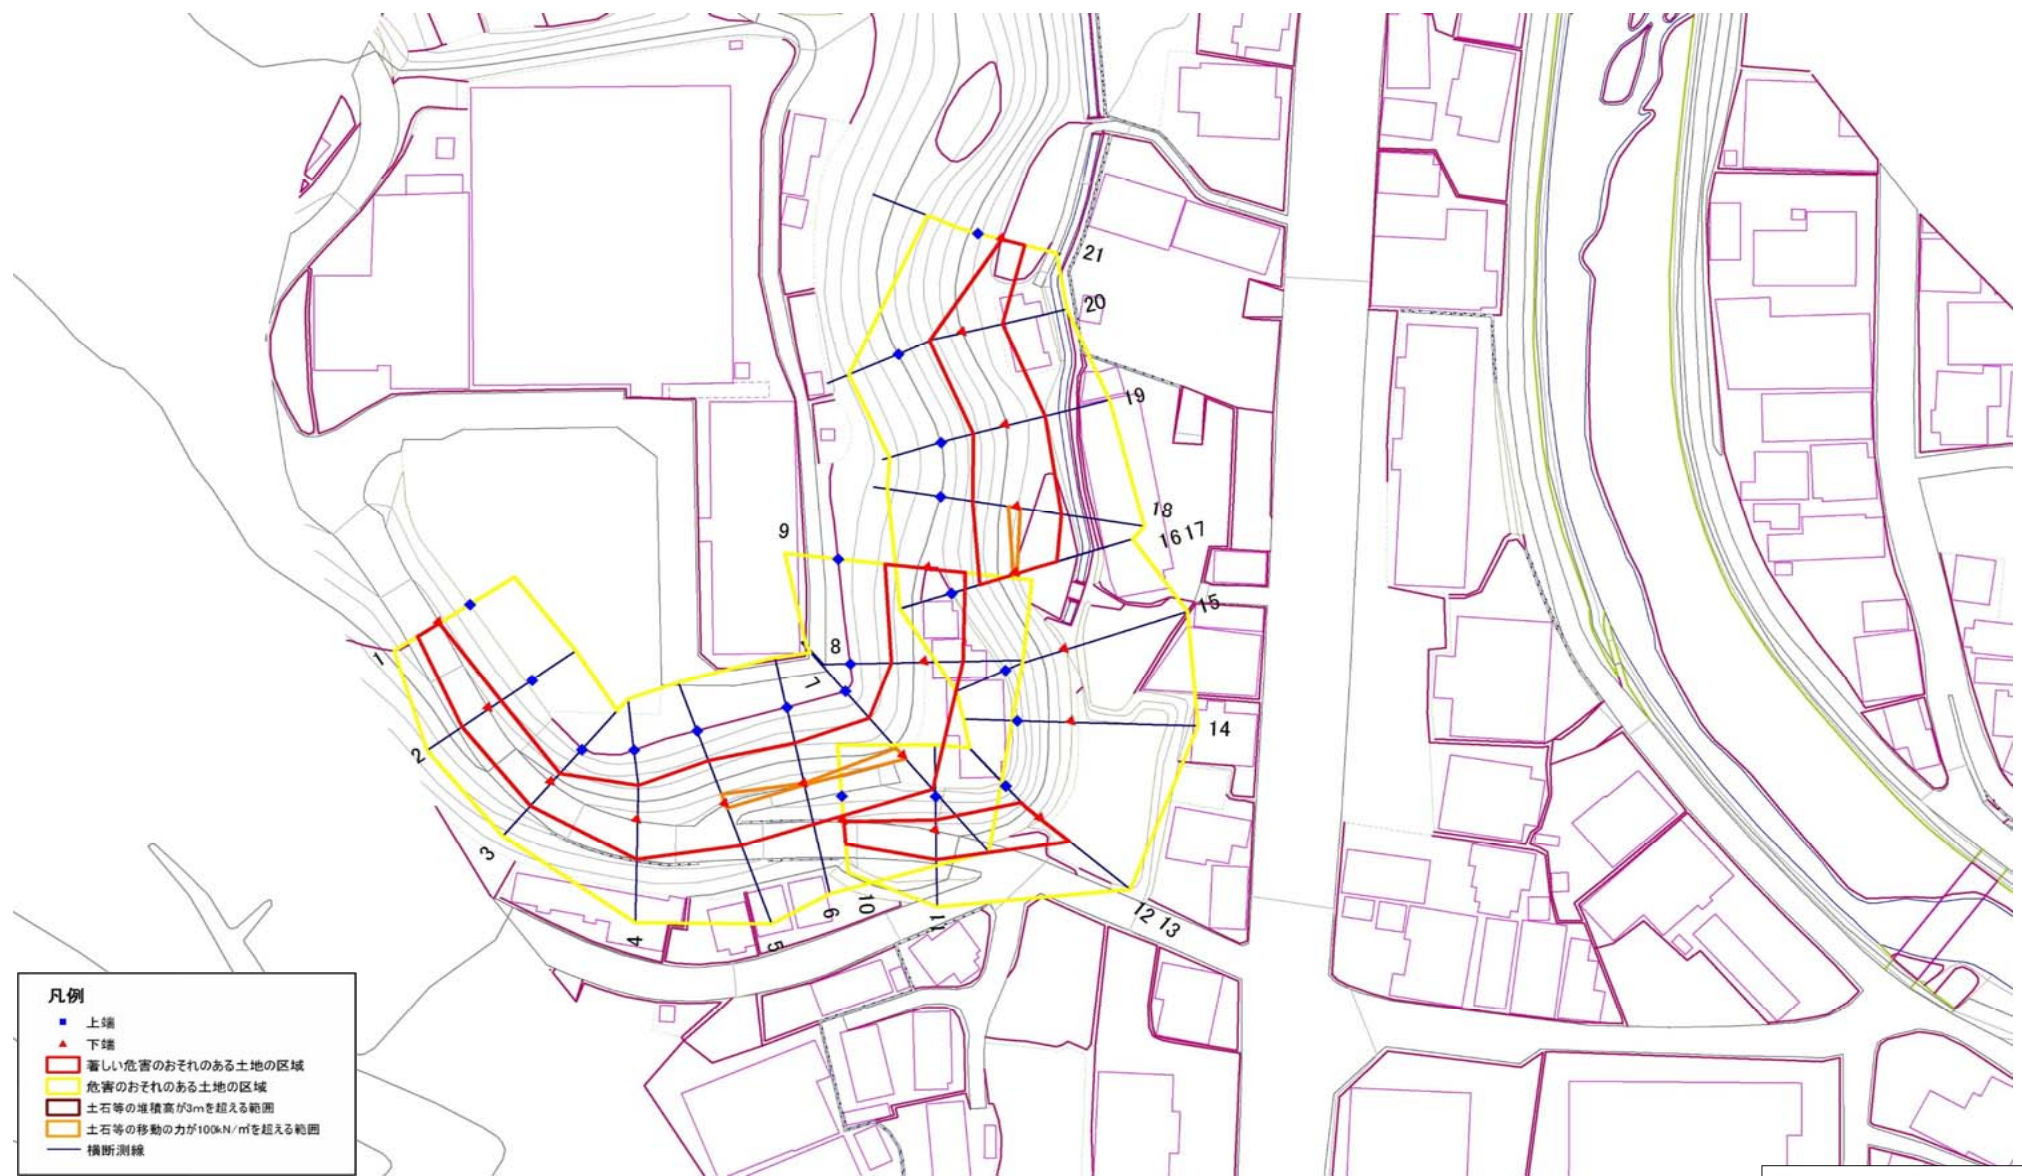 21
20
19
18
16 17
9
15
8
1
7
14
2
3
6
10
11
12 13
4
5
凡例
上端
下端
著しい危害のおそれのある土地の区域
危害のおそれのある土地の区域
土石等の堆積高が3mを超える範囲
土石等の移動の力が100kN/㎡を超える範囲
横断測線